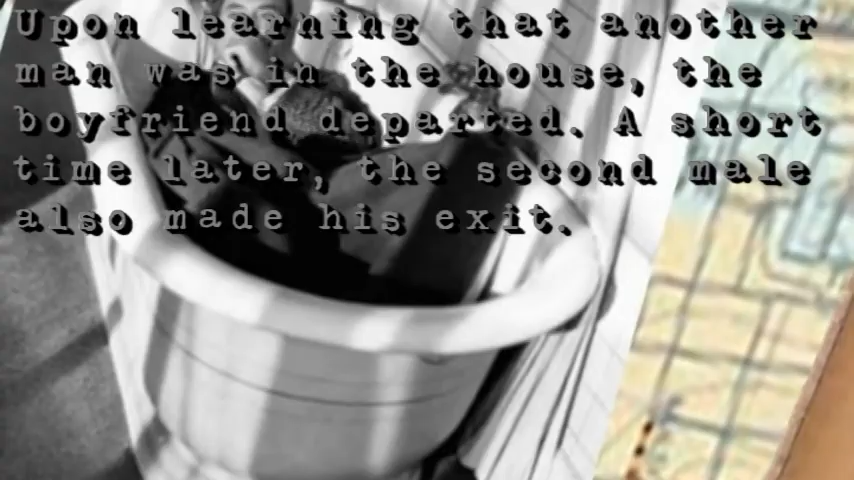 Upon learning that another
man was in the house, the
boyfriend departed. A short
time later, the second male
also made his exit.